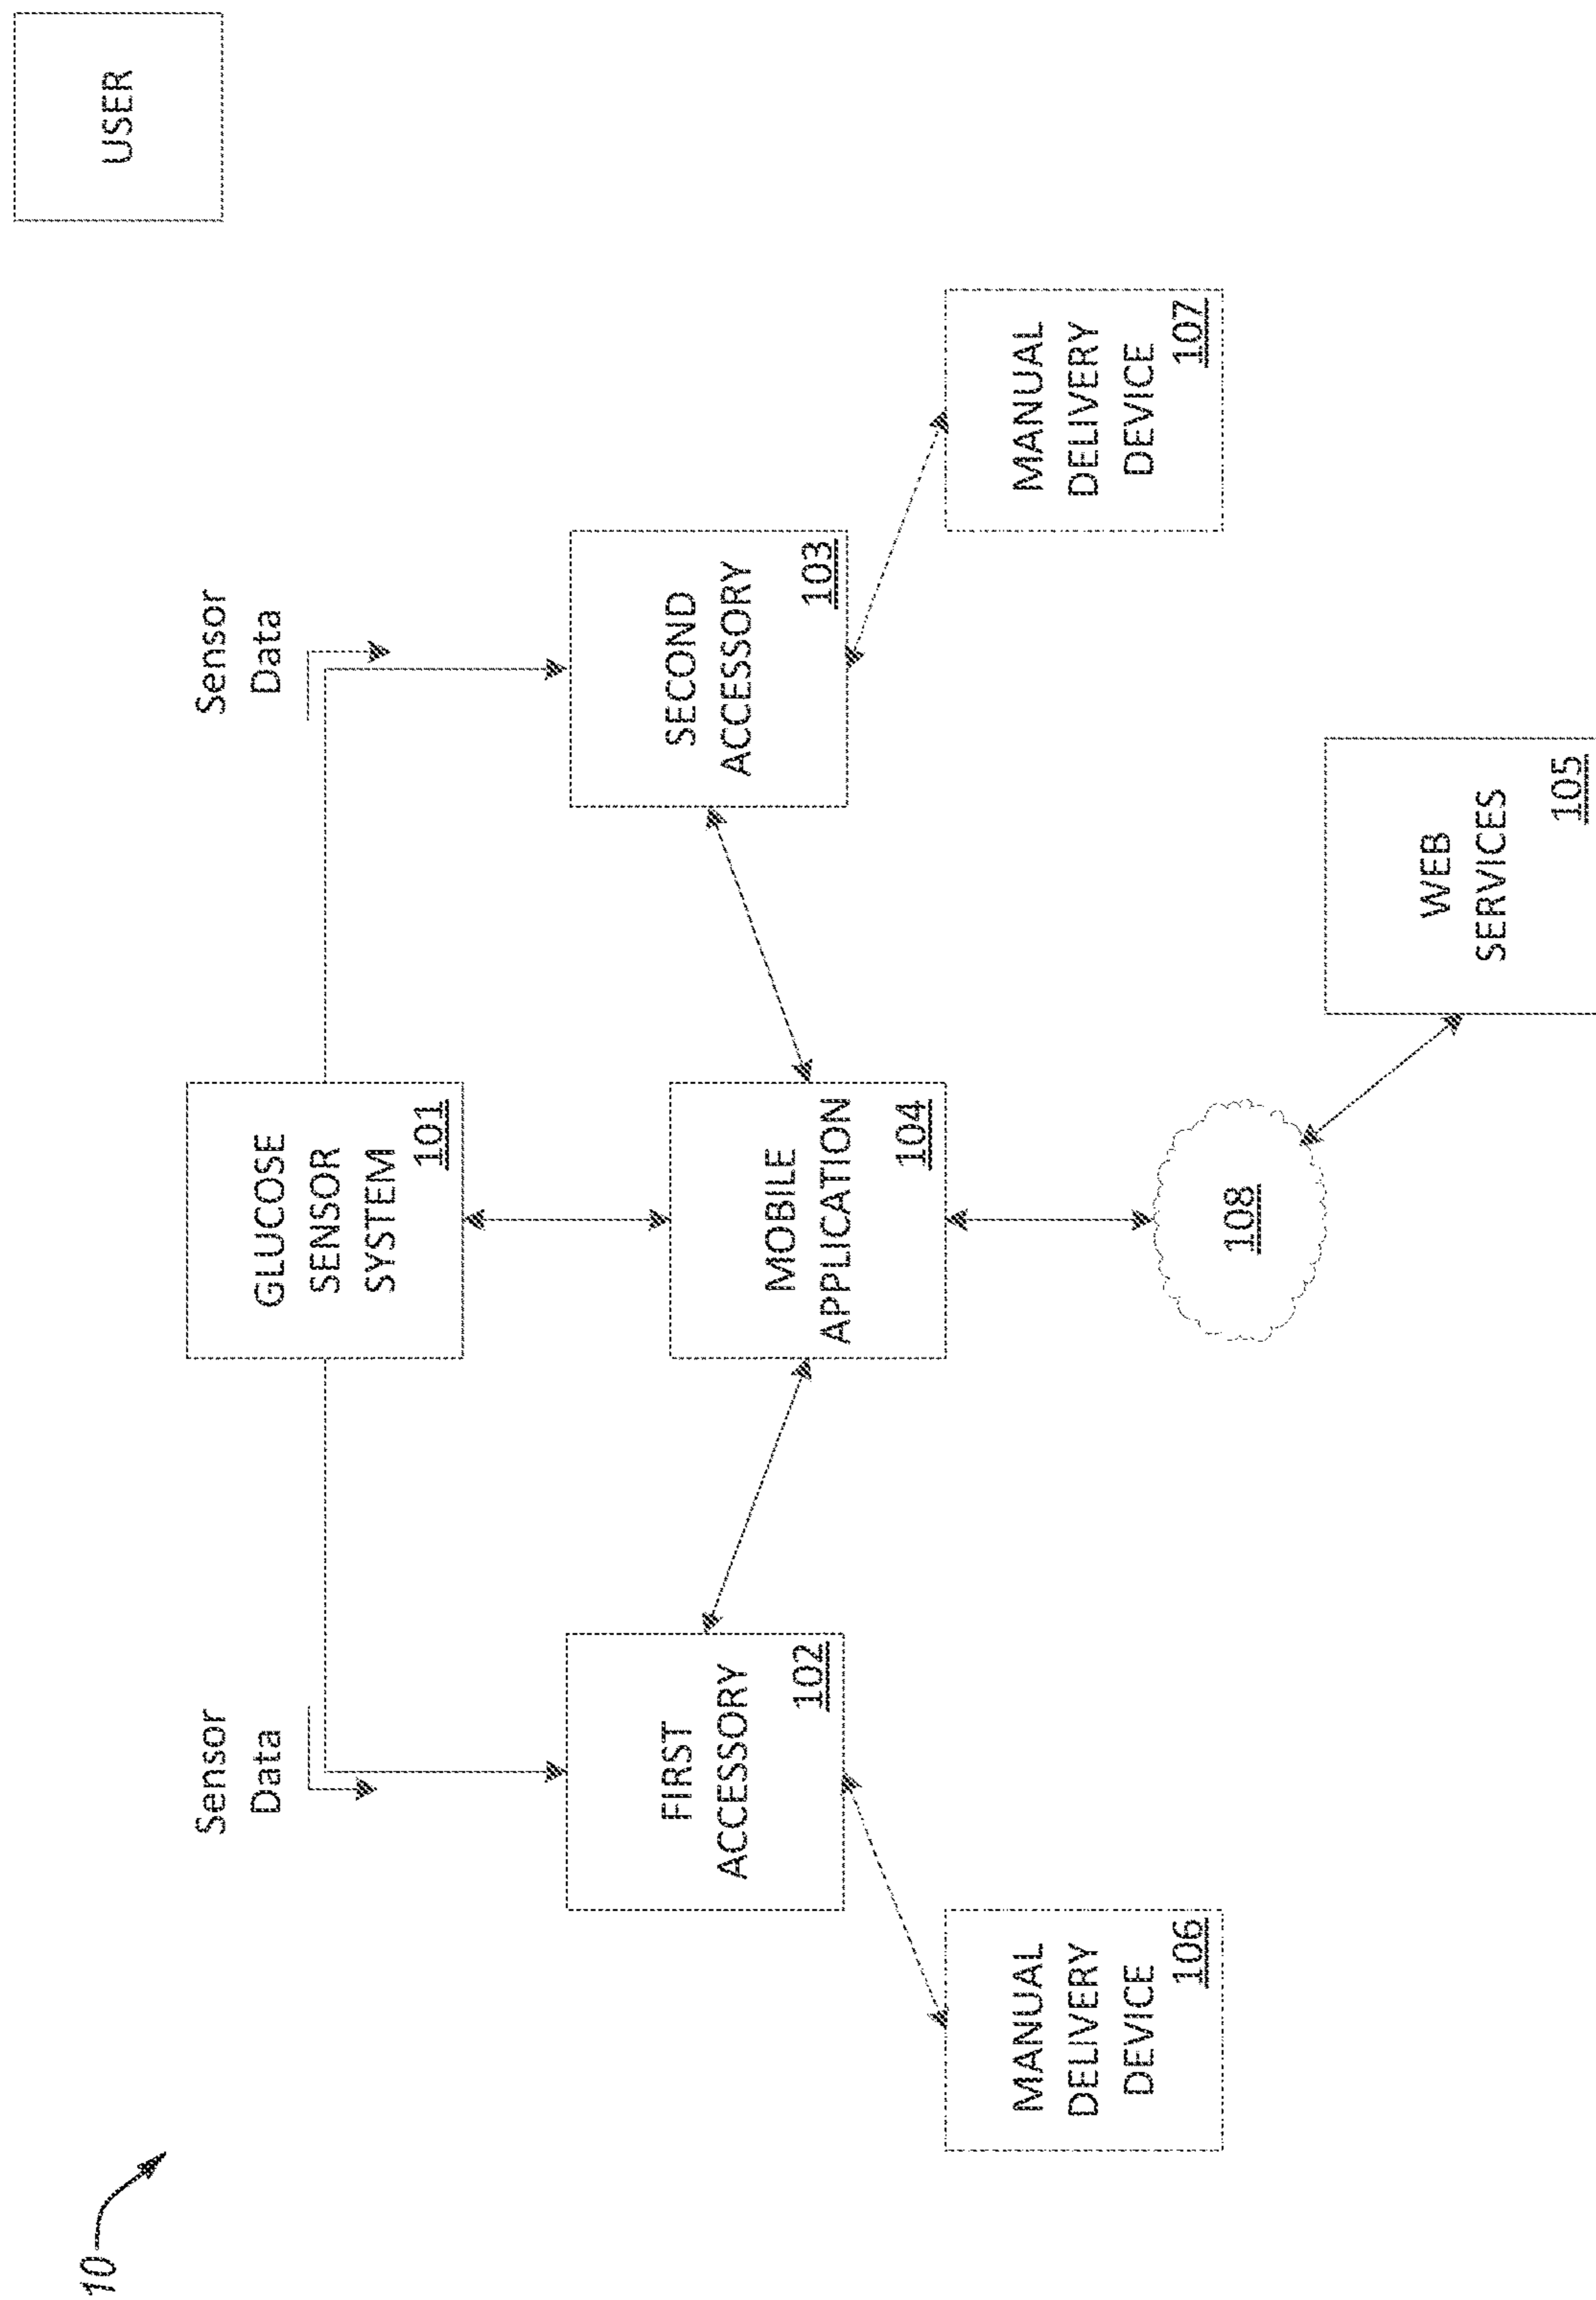 10
USER
Sensor
Data
GLUCOSE
SENSOR
SYSTEM
101
Sensor
Data
FIRST
ACCESSORY
102
MOBILE
APPLICATION
104
SECOND
ACCESSORY
103
MANUAL
DELIVERY
DEVICE
106
108
MANUAL
DELIVERY
DEVICE
107
WEB
SERVICES
105